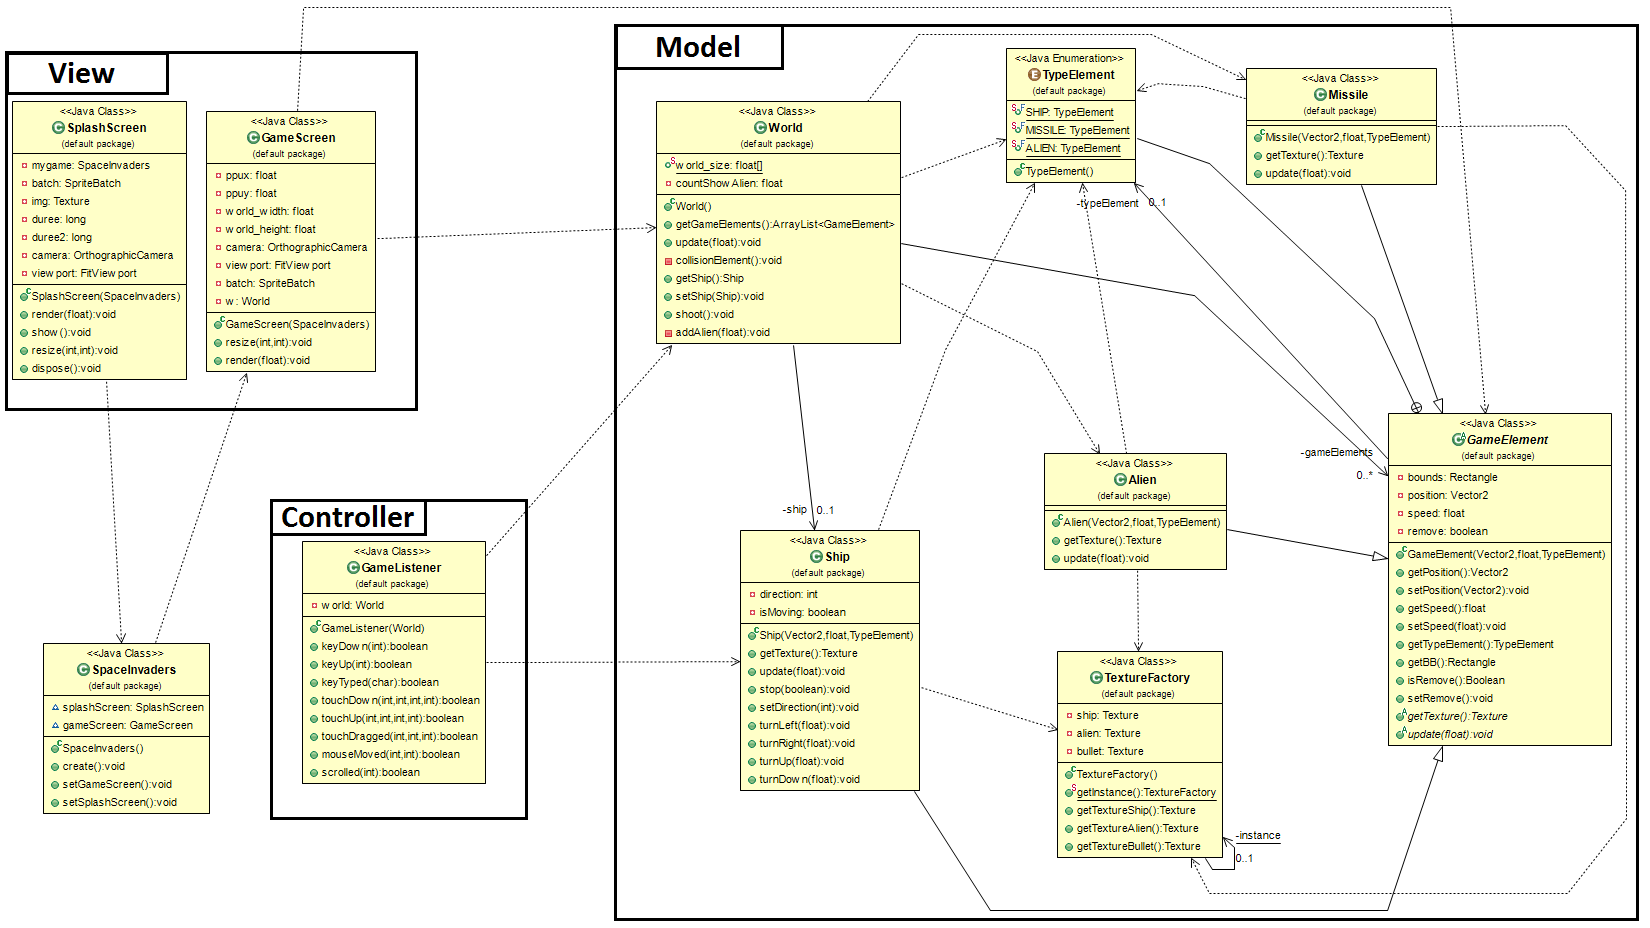 View
<<Java Class>>
SplashScreen
(default package)
mygame: SpaceInvaders
batch: SpriteBatch
img: Texture
duree: long
duree2: long
camera: OrthographicCamera
viewport: FitViewport
SplashScreen(SpaceInvaders)
render(float):void
show():void
resize(int,int):void
dispose():void
<<Java Class>>
GameScreen
(default package)
ppux: float
ppuy: float
world_width: float
world_height: float
camera: OrthographicCamera
viewport: FitViewport
batch: SpriteBatch
w: World
GameScreen(SpaceInvaders)
resize(int,int):void
render(float):void
<<Java Class>>
SpaceInvaders
(default package)
splashScreen: SplashScreen
gameScreen: GameScreen
SpaceInvaders()
create():void
setGameScreen():void
setSplashScreen():void
Controller
<<Java Class>>
GameListener
(default package)
world: World
GameListener(World)
keyDown(int):boolean
keyUp(int):boolean
keyTyped(char):boolean
touchDown(int,int,int,int):boolean
touchUp(int,int,int,int):boolean
touchDragged(int,int,int):boolean
mouseMoved(int,int):boolean
scrolled(int):boolean
Model
<<Java Class>>
World
(default package)
world_size: float[]
countShowAlien: float
World()
getGameElements():ArrayList<GameElement>
update(float):void
collisionElement():void
getShip():Ship
setShip(Ship):void
shoot():void
addAlien(float):void
-ship 0..1
<<Java Class>>
Ship
(default package)
direction: int
isMoving: boolean
Ship(Vector2,float,TypeElement)
getTexture():Texture
update(float):void
stop(boolean):void
setDirection(int):void
turnLeft(float):void
turnRight(float):void
turnUp(float):void
turnDown(float):void
<<Java Enumeration>>
TypeElement
(default package)
SHIP: TypeElement
MISSILE: TypeElement
ALIEN: TypeElement
TypeElement()
-typeElement 0..1
<<Java Class>>
Missile
(default package)
Missile(Vector2,float,TypeElement)
getTexture():Texture
update(float):void
<<Java Class>>
Alien
(default package)
Alien(Vector2,float,TypeElement)
getTexture():Texture
update(float):void
<<Java Class>>
TextureFactory
(default package)
ship: Texture
alien: Texture
bullet: Texture
TextureFactory()
getInstance():TextureFactory
getTextureShip():Texture
getTextureAlien():Texture
getTextureBullet():Texture
-instance
0..1
-gameElements
0..*
<<Java Class>>
GameElement
(default package)
bounds: Rectangle
position: Vector2
speed: float
remove: boolean
GameElement(Vector2,float,TypeElement)
getPosition():Vector2
setPosition(Vector2):void
getSpeed():float
setSpeed(float):void
getTypeElement():TypeElement
getBB():Rectangle
isRemove():Boolean
setRemove():void
getTexture():Texture
update(float):void